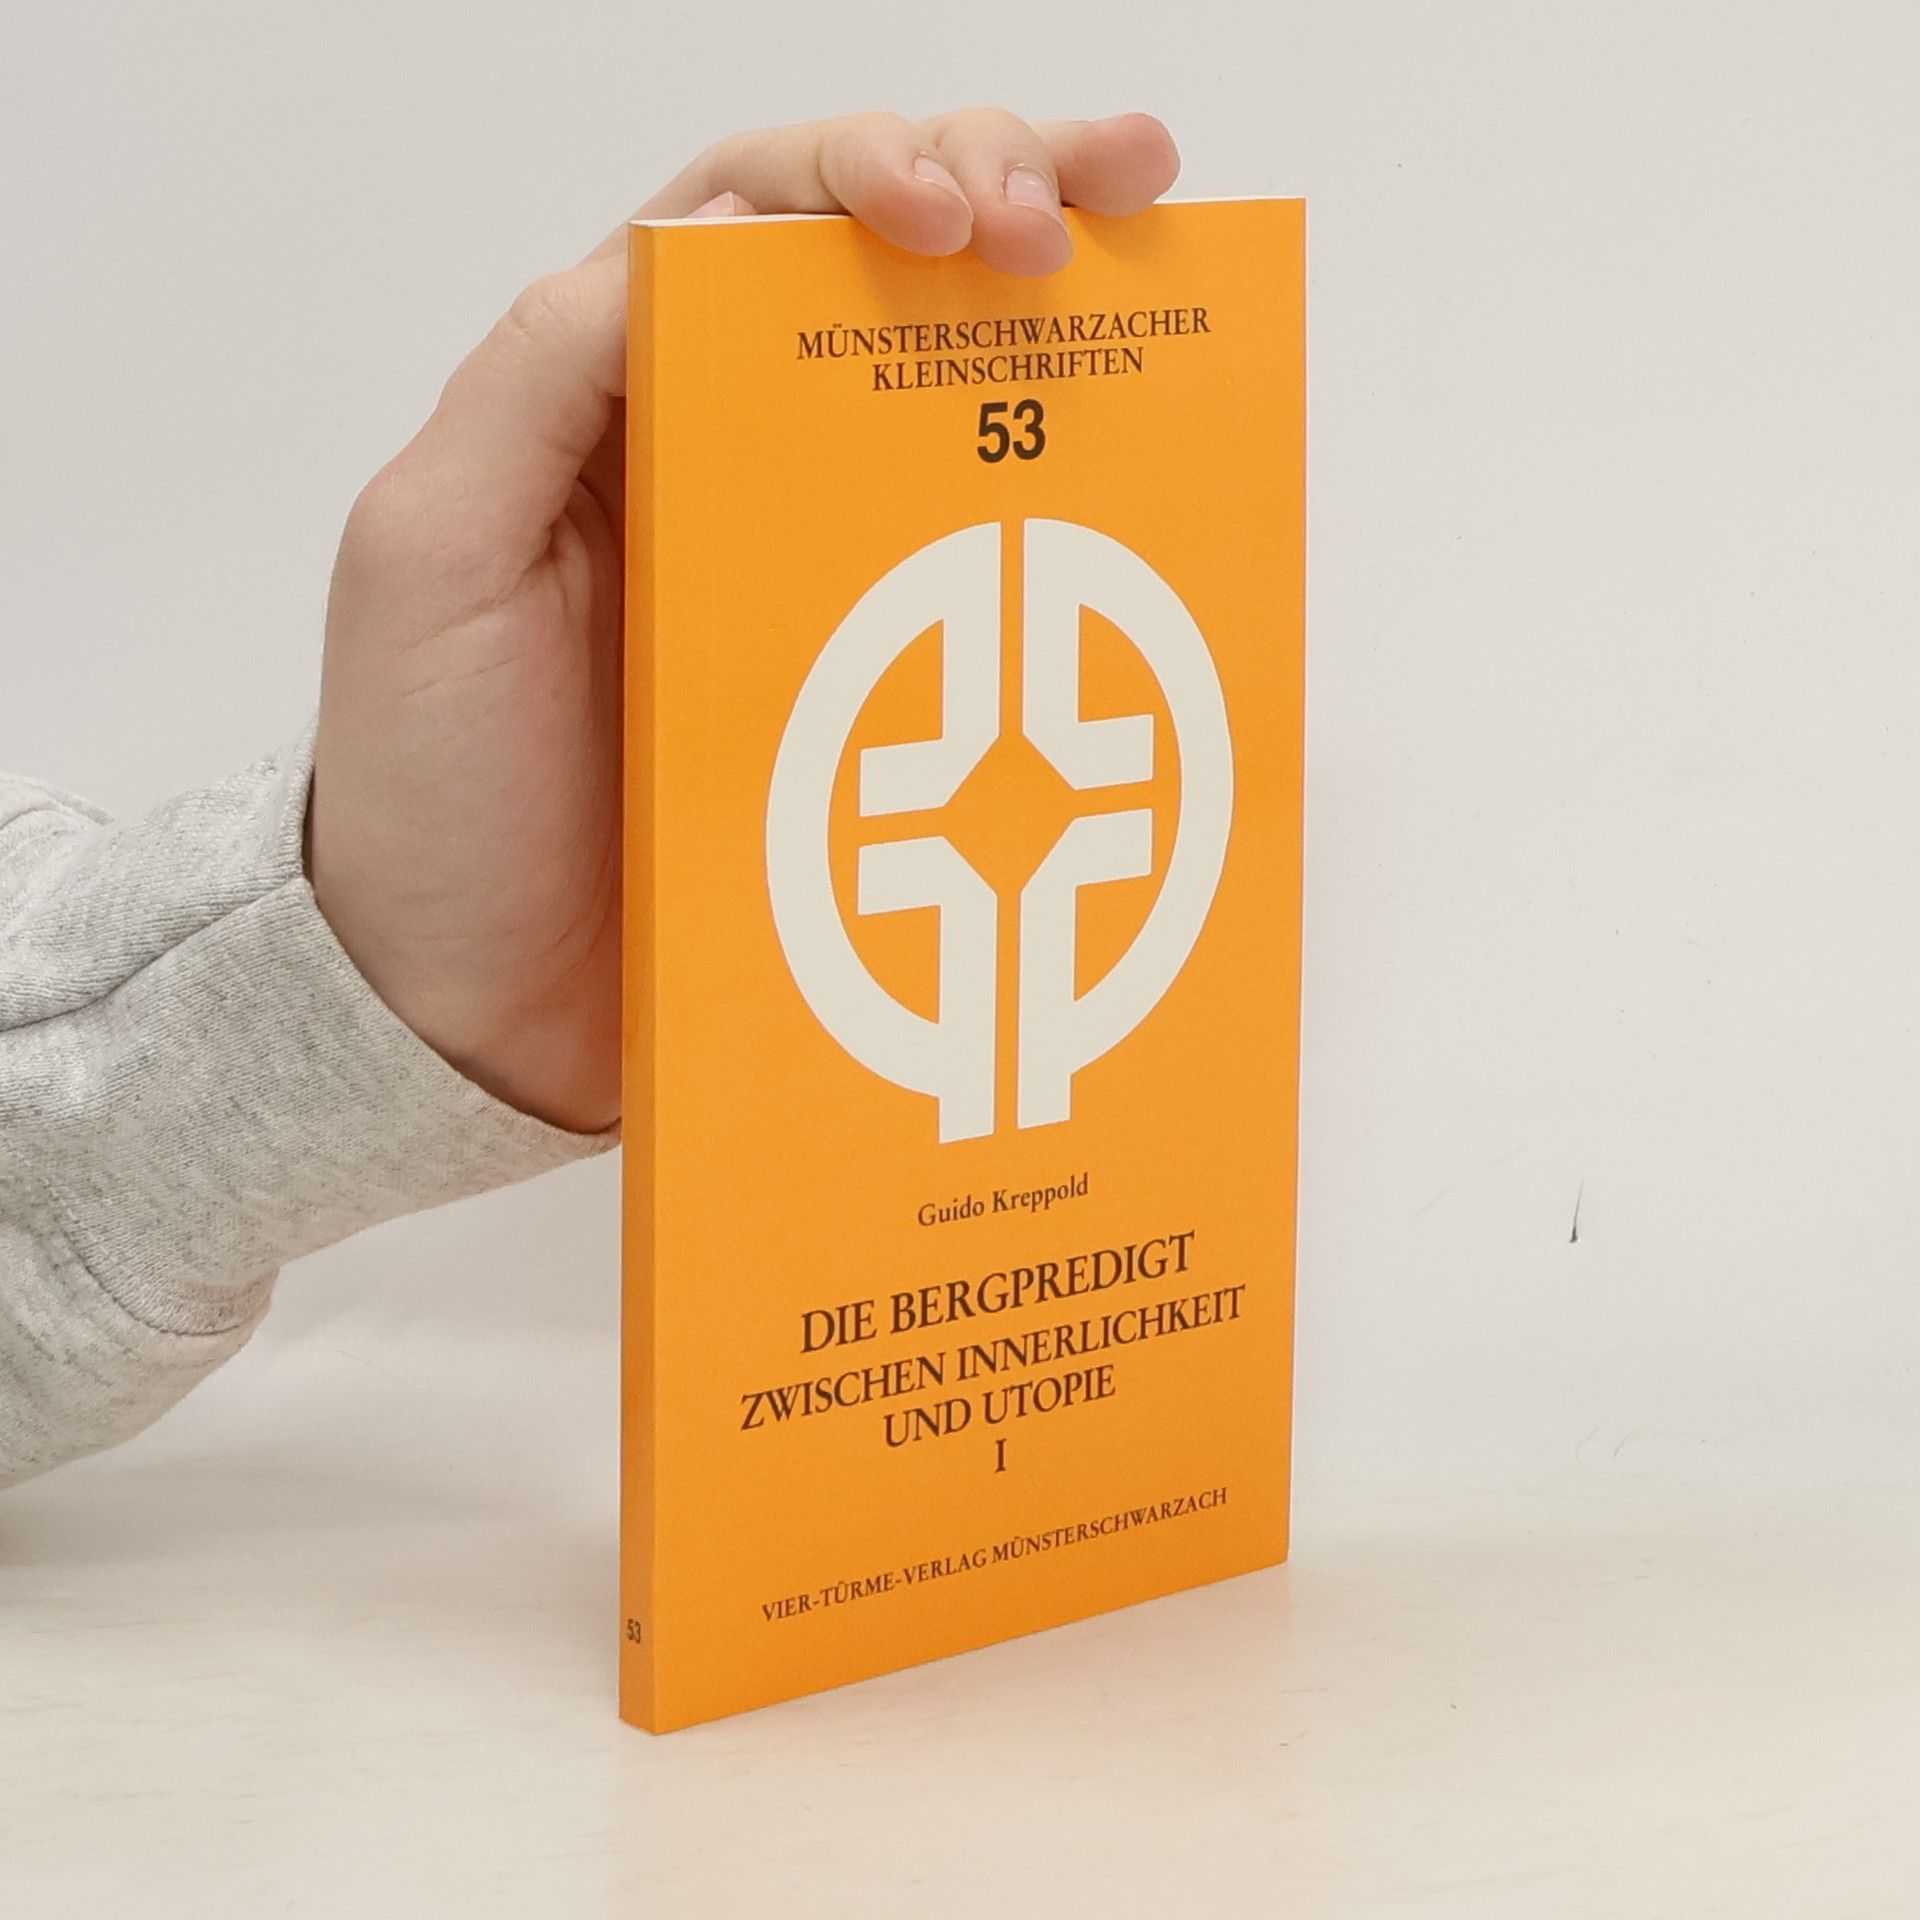 MÜNSTERSCHWARZACHER
KLEINSCHRIFTEN
53
Guido Kreppold
DIE BERGPREDIGT
ZWISCHEN INNERLICHKEIT
UND UTOPIE
I
VIER-TÜRME-VERLAG MÜNSTERSCHWARZACH
53